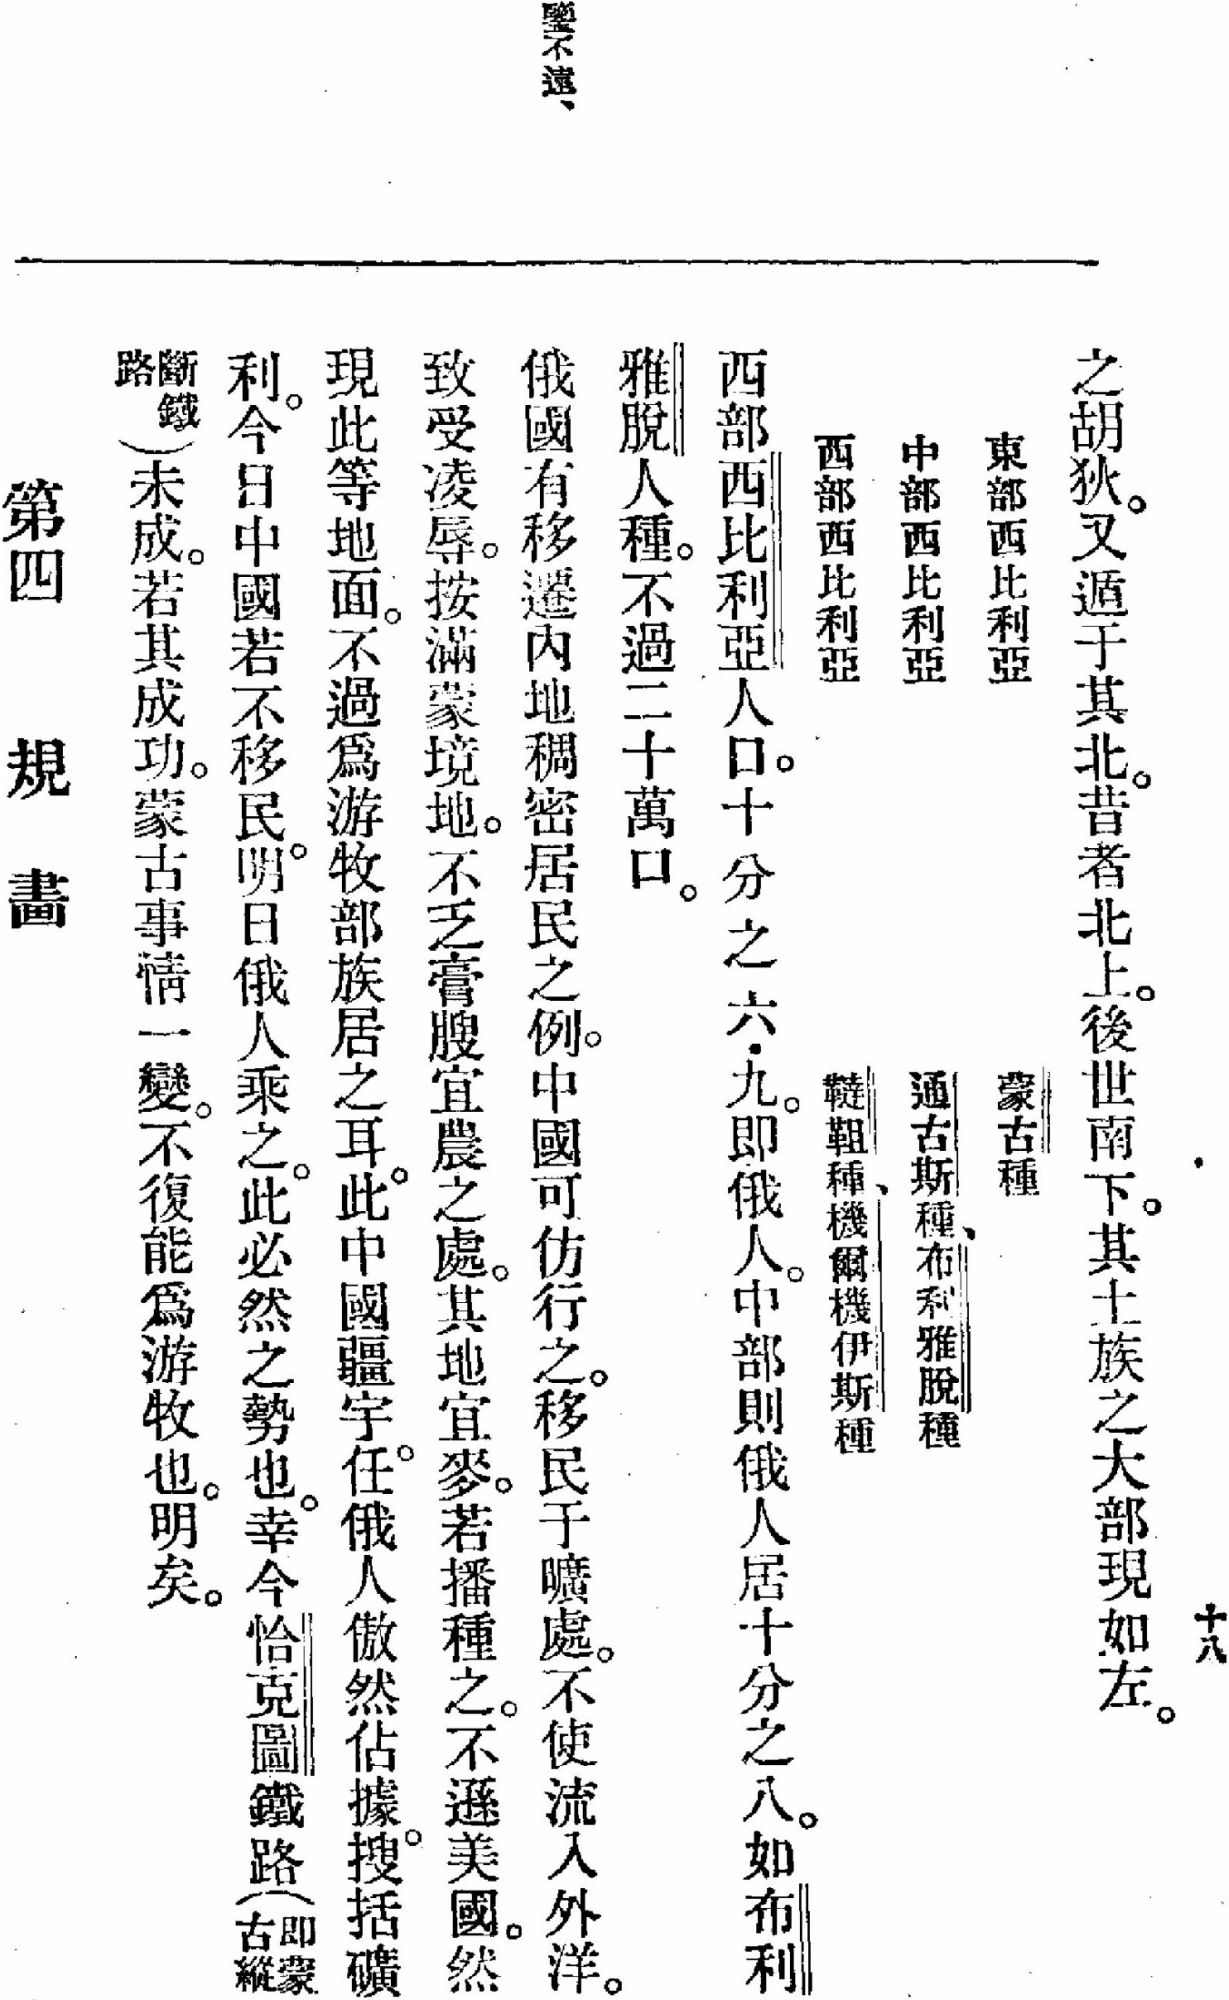 十八
鑒不遠、
之胡狄。又遁于其北。昔者北上。後世南下。其土族之大部現如左。
東部西比利亞　蒙古種
中部西比利亞　通古斯種、布利雅脫種
西部西比利亞　韃靼種、機爾機伊斯種
西部西比利亞人口。十分之六・九。即俄人。中部則俄人居十分之八。如布利
雅脫人種。不過二十萬口。
俄國有移遷內地稠密居民之例。中國可仿行之。移民于曠處。不使流入外洋。
致受凌辱。按滿蒙境地。不乏膏腴宜農之處。其地宜麥。若播種之。不遜美國。然
現此等地面。不過爲游牧部族居之耳。此中國疆宇。任俄人傲然佔據。搜括礦
利。今日中國若不移民。明日俄人乘之。此必然之勢也。幸今恰克圖鐵路（即蒙古縱
斷鐵路）未成。若其成功。蒙古事情一變。不復能爲游牧也。明矣。
第四　規　畫